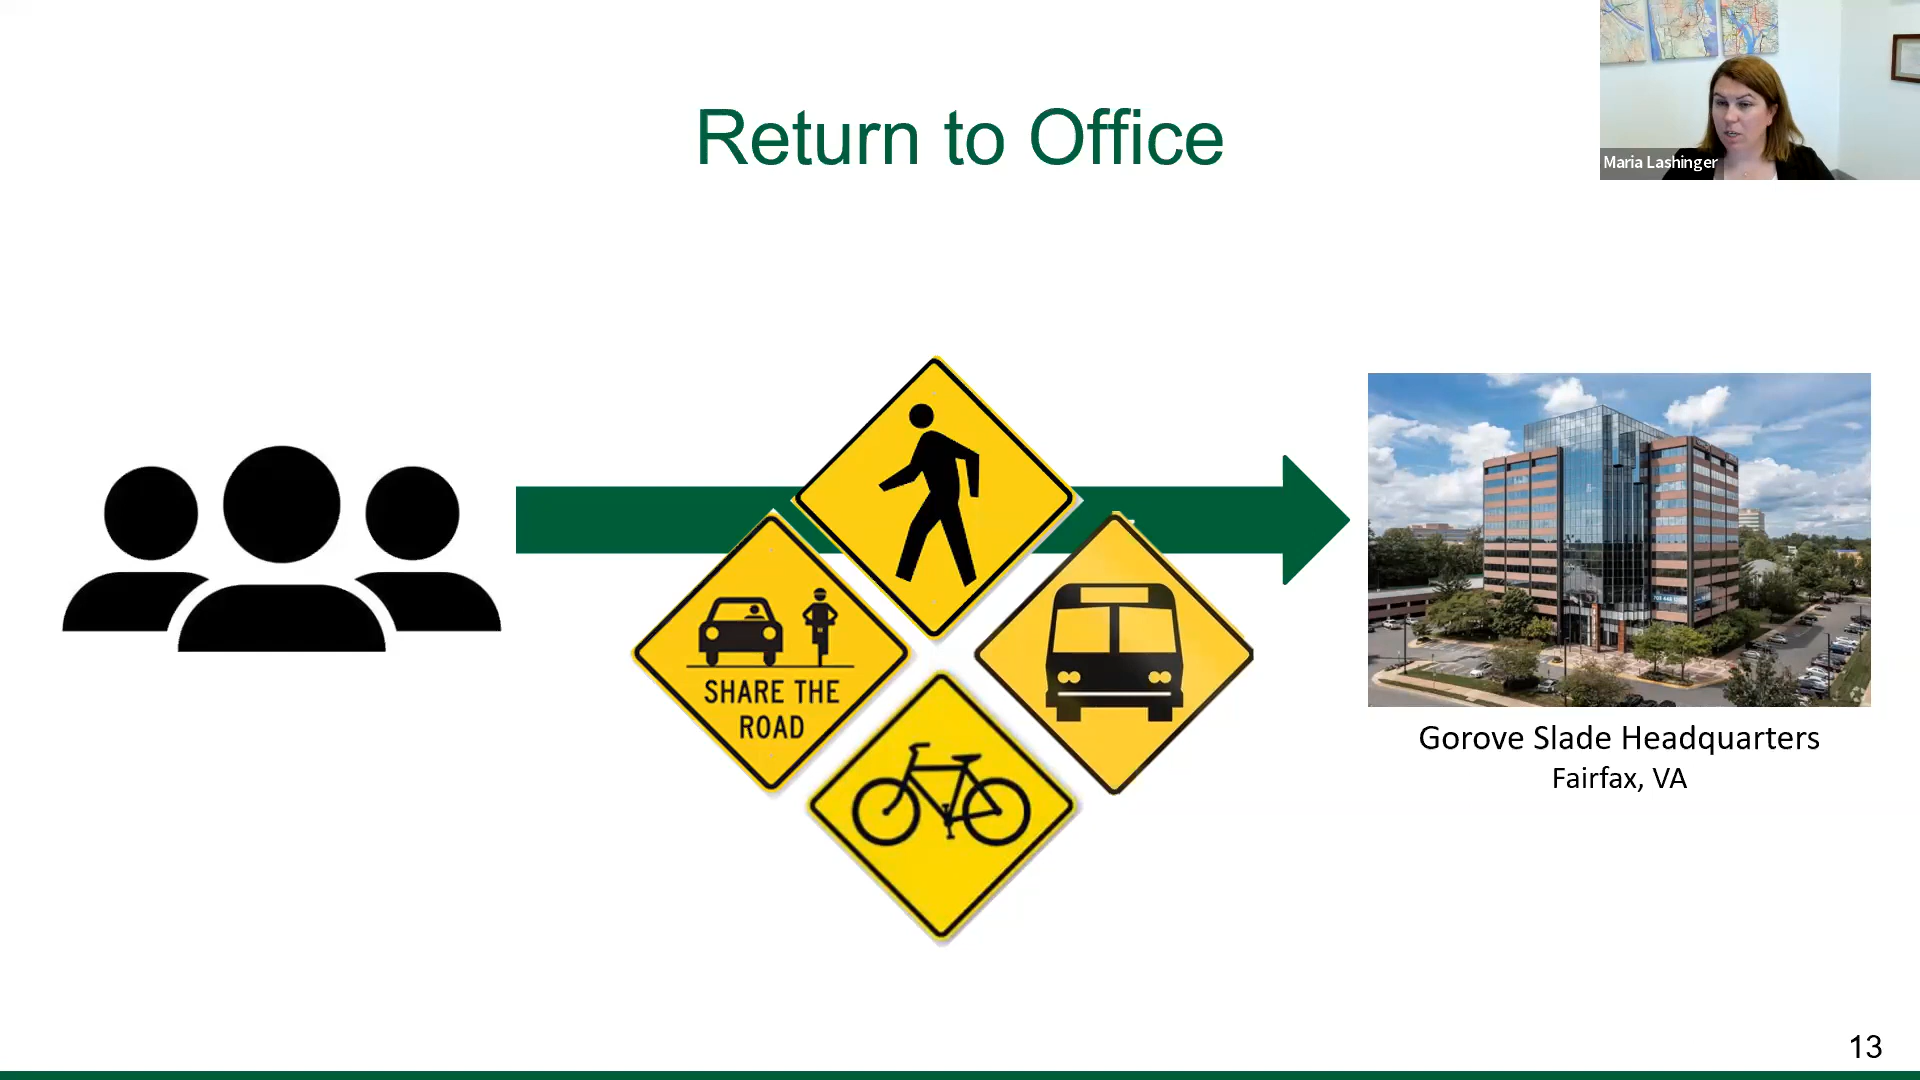 Return to Office
Maria Lashinger
SHARE THE
ROAD
Gorove Slade Headquarters
Fairfax, VA
13